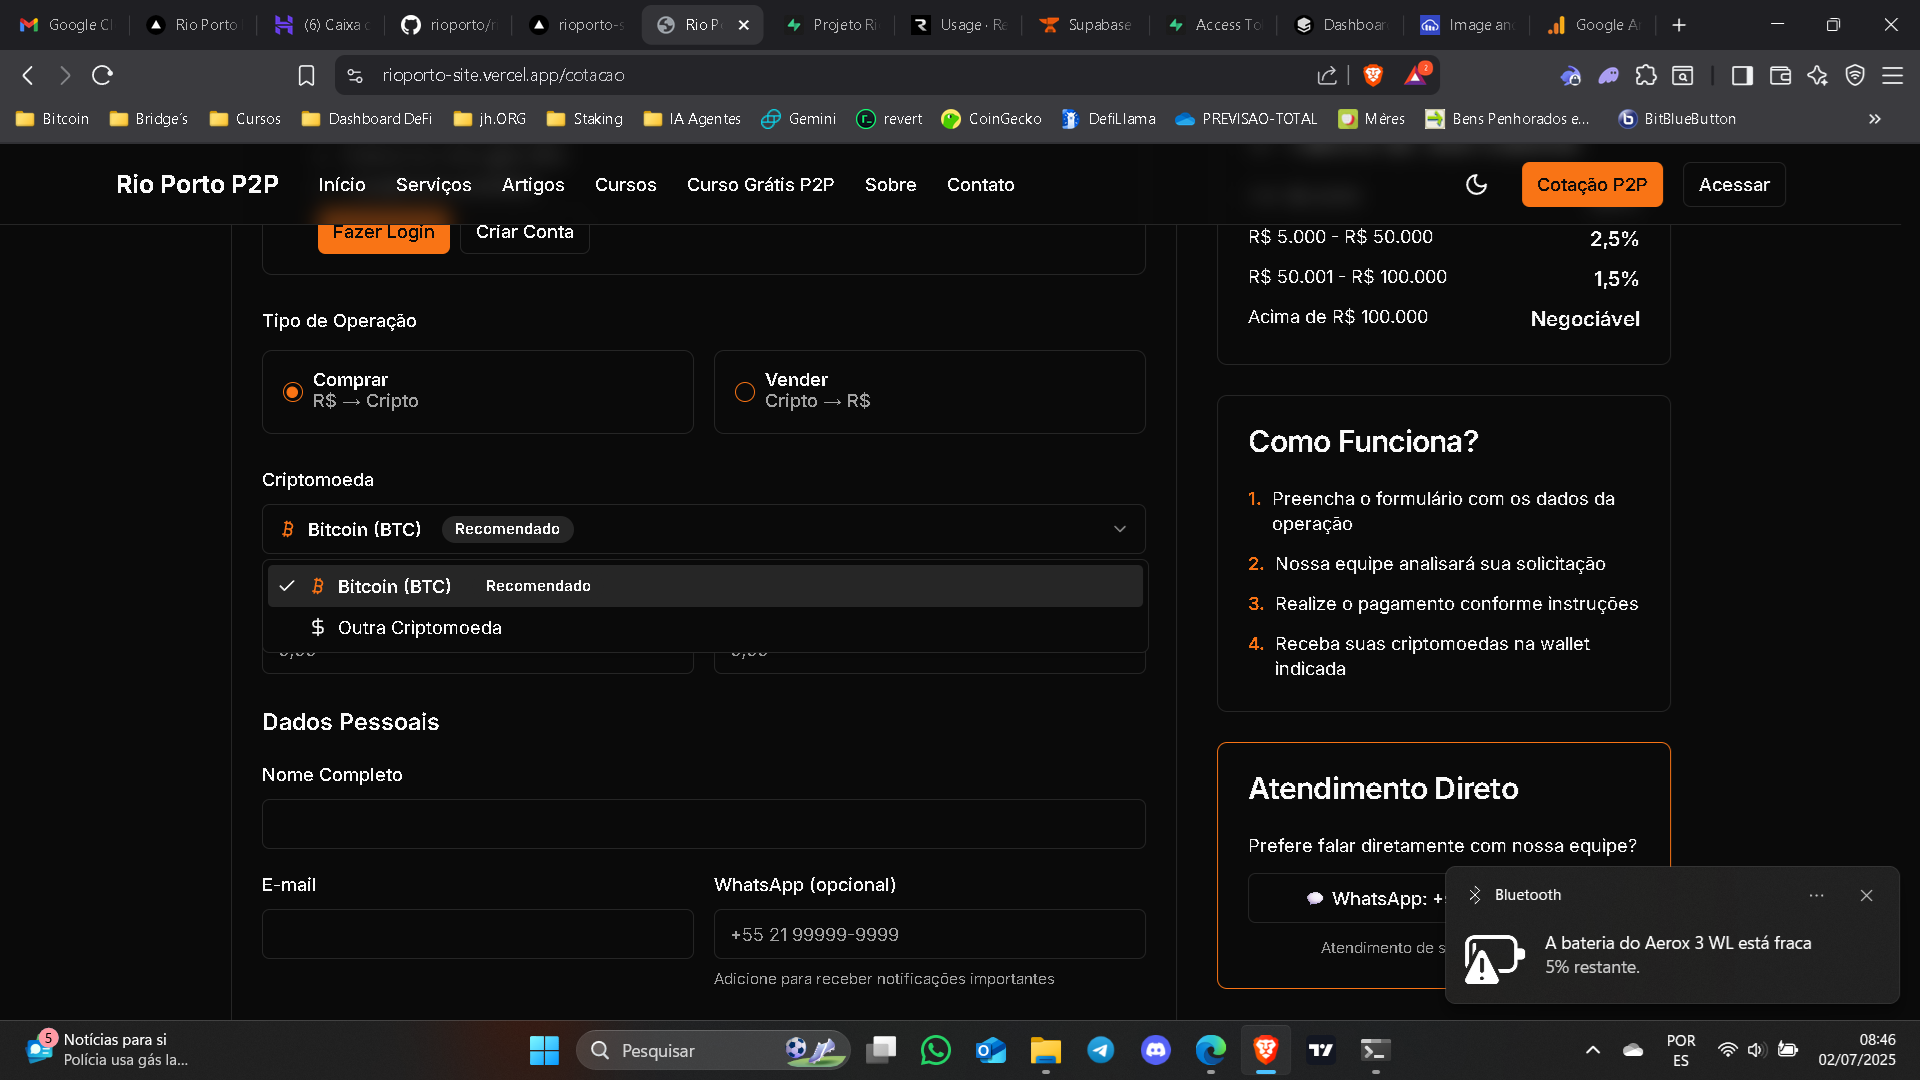 Google Cl
Rio Porto
(6) Caixa d
rioporto/ri
rioporto-s
Rio P
Projeto Ri
Usage · Re
Supabase
Access To
Dashboar
Image and
Google A
rioporto-site.vercel.app/cotacao
2
Bitcoin
Bridge's
Cursos
Dashboard DeFi
jh.ORG
Staking
IA Agentes
Gemini
revert
CoinGecko
DefiLlama
PREVISAO-TOTAL
Mères
Bens Penhorados e...
BitBlueButton
Rio Porto P2P
Início
Serviços
Artigos
Cursos
Curso Grátis P2P
Sobre
Contato
Cotação P2P
Acessar
Fazer Login
Criar Conta
Tipo de Operação
Comprar
R$ → Cripto
Vender
Cripto → R$
Criptomoeda
Bitcoin (BTC)
Recomendado
Bitcoin (BTC)
Recomendado
Outra Criptomoeda
Dados Pessoais
Nome Completo
E-mail
WhatsApp (opcional)
+55 21 99999-9999
Adicione para receber notificações importantes
R$ 5.000 - R$ 50.000
2,5%
R$ 50.001 - R$ 100.000
1,5%
Acima de R$ 100.000
Negociável
Como Funciona?
1. Preencha o formulário com os dados da
operação
2. Nossa equipe analisará sua solicitação
3. Realize o pagamento conforme instruções
4. Receba suas criptomoedas na wallet
indicada
Atendimento Direto
Prefere falar diretamente com nossa equipe?
WhatsApp: +
Atendimento de s
Bluetooth
A bateria do Aerox 3 WL está fraca
5% restante.
5
Notícias para si
Polícia usa gás la...
Pesquisar
POR
ES
08:46
02/07/2025